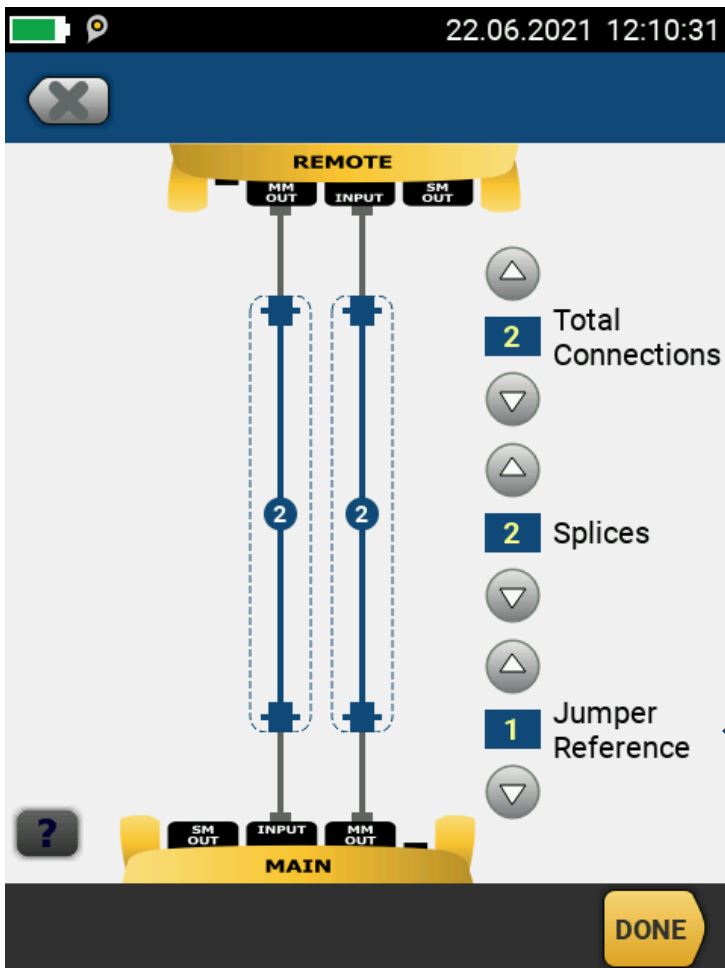 22.06.2021 12:10:31
REMOTE
MM
OUT
INPUT
SM
OUT
2
Total
Connections
2
2
2
Splices
1
Jumper
Reference
?
SM
OUT
INPUT
MM
OUT
MAIN
DONE